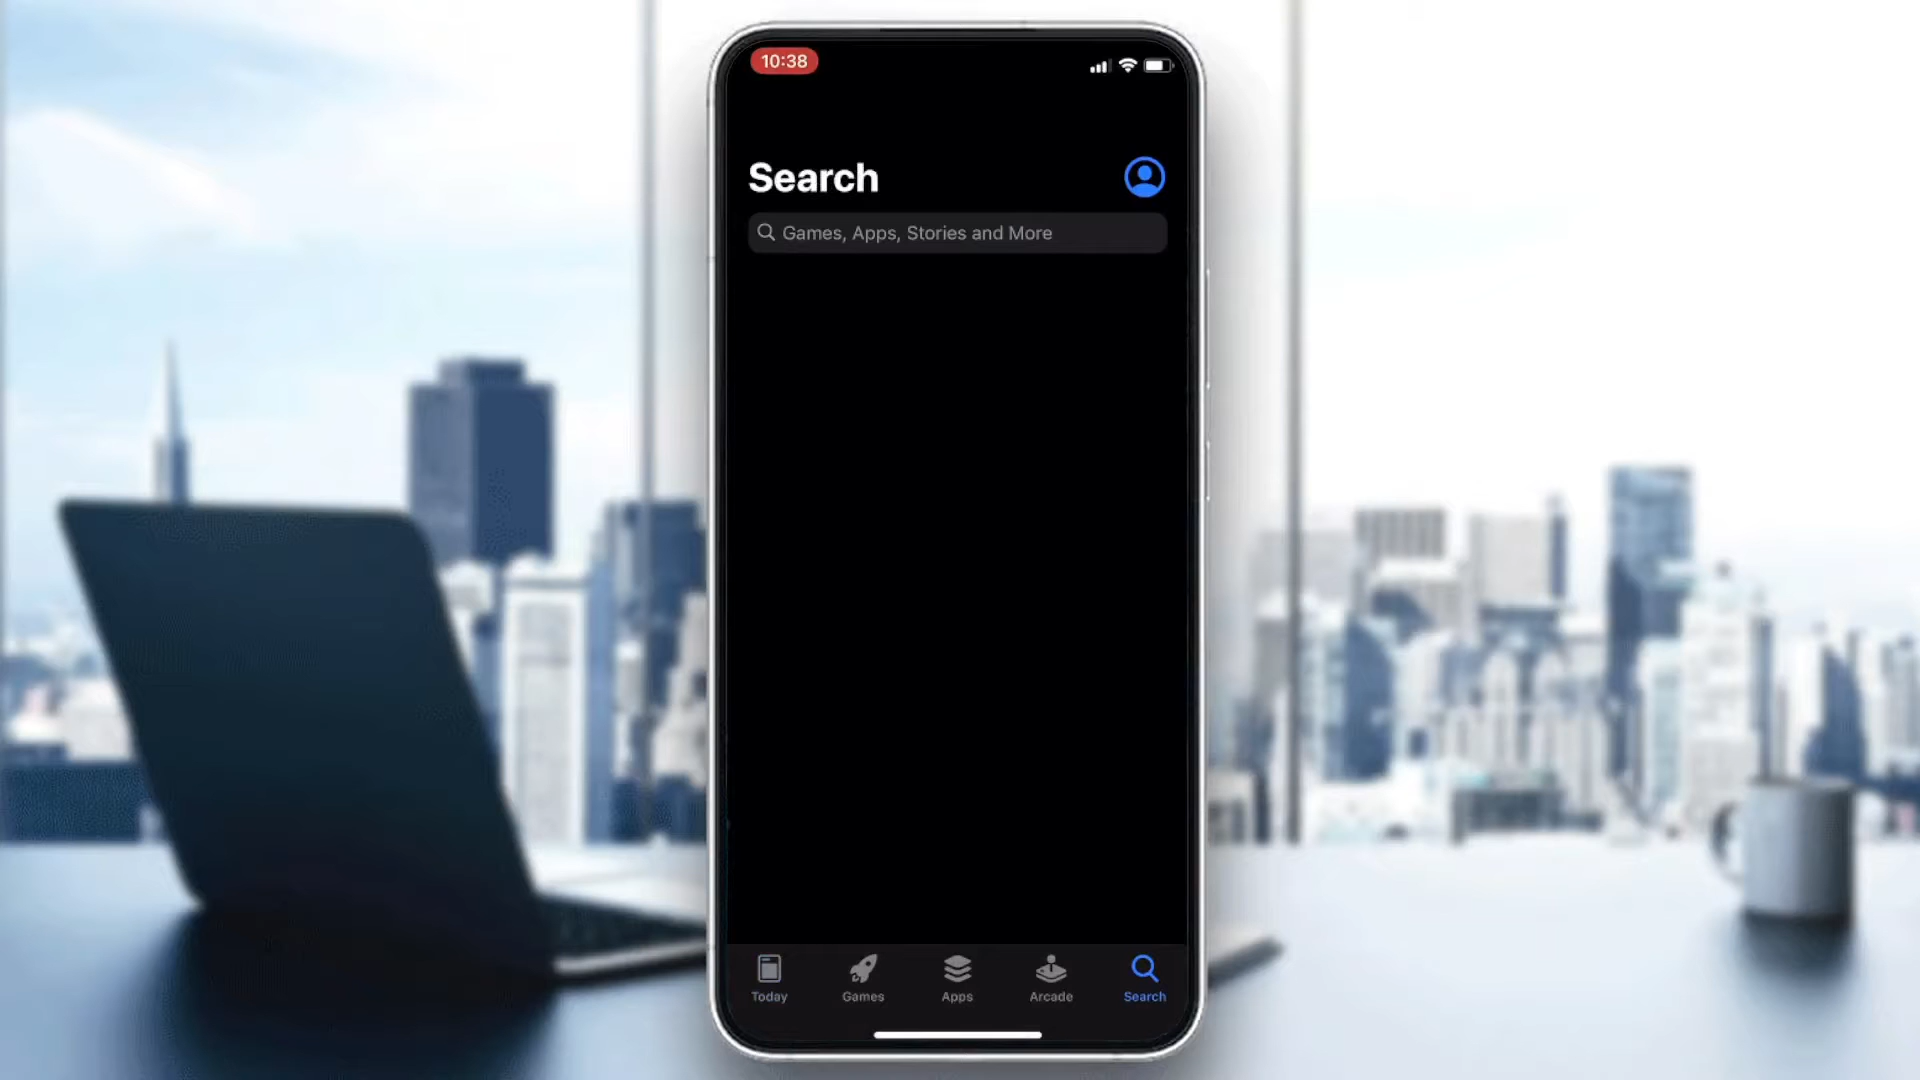 10:38
Search
Games, Apps, Stories and More
Today
Games
Apps
Arcade
Search